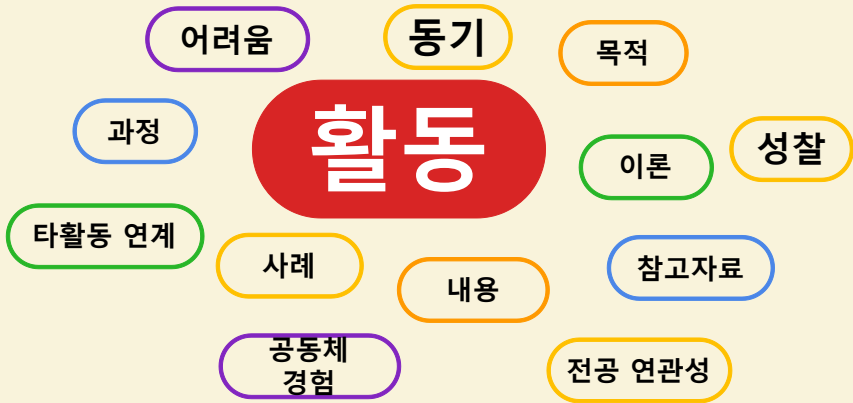 어려움
동기
목적
과정
활동
이론
성찰
타활동 연계
사례
내용
참고자료
공동체
경험
전공 연관성